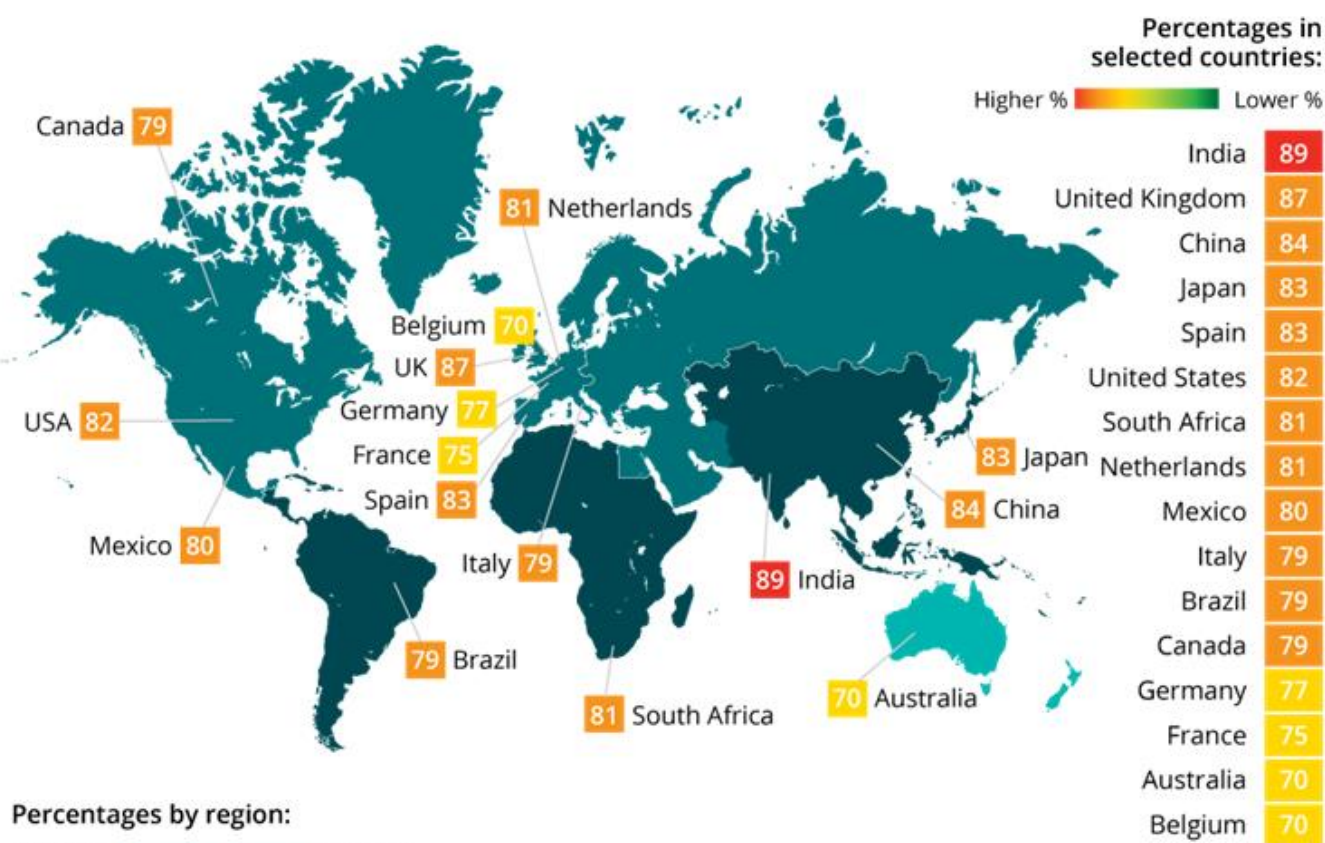 Percentages in
selected countries:
Higher % Lower %
Canada 79
India 89
United Kingdom 87
81 Netherlands
China 84
Japan 83
Belgium 70
Spain 83
UK 87
United States 82
Germany 77
USA 82
South Africa 81
France 75
83 Japan
Netherlands 81
Spain 83
84 China
Mexico 80
Mexico 80
Italy 79
Italy 79
89 India
Brazil 79
Canada 79
79 Brazil
Germany 77
70 Australia
81 South Africa
France 75
Australia 70
Percentages by region:
Belgium 70